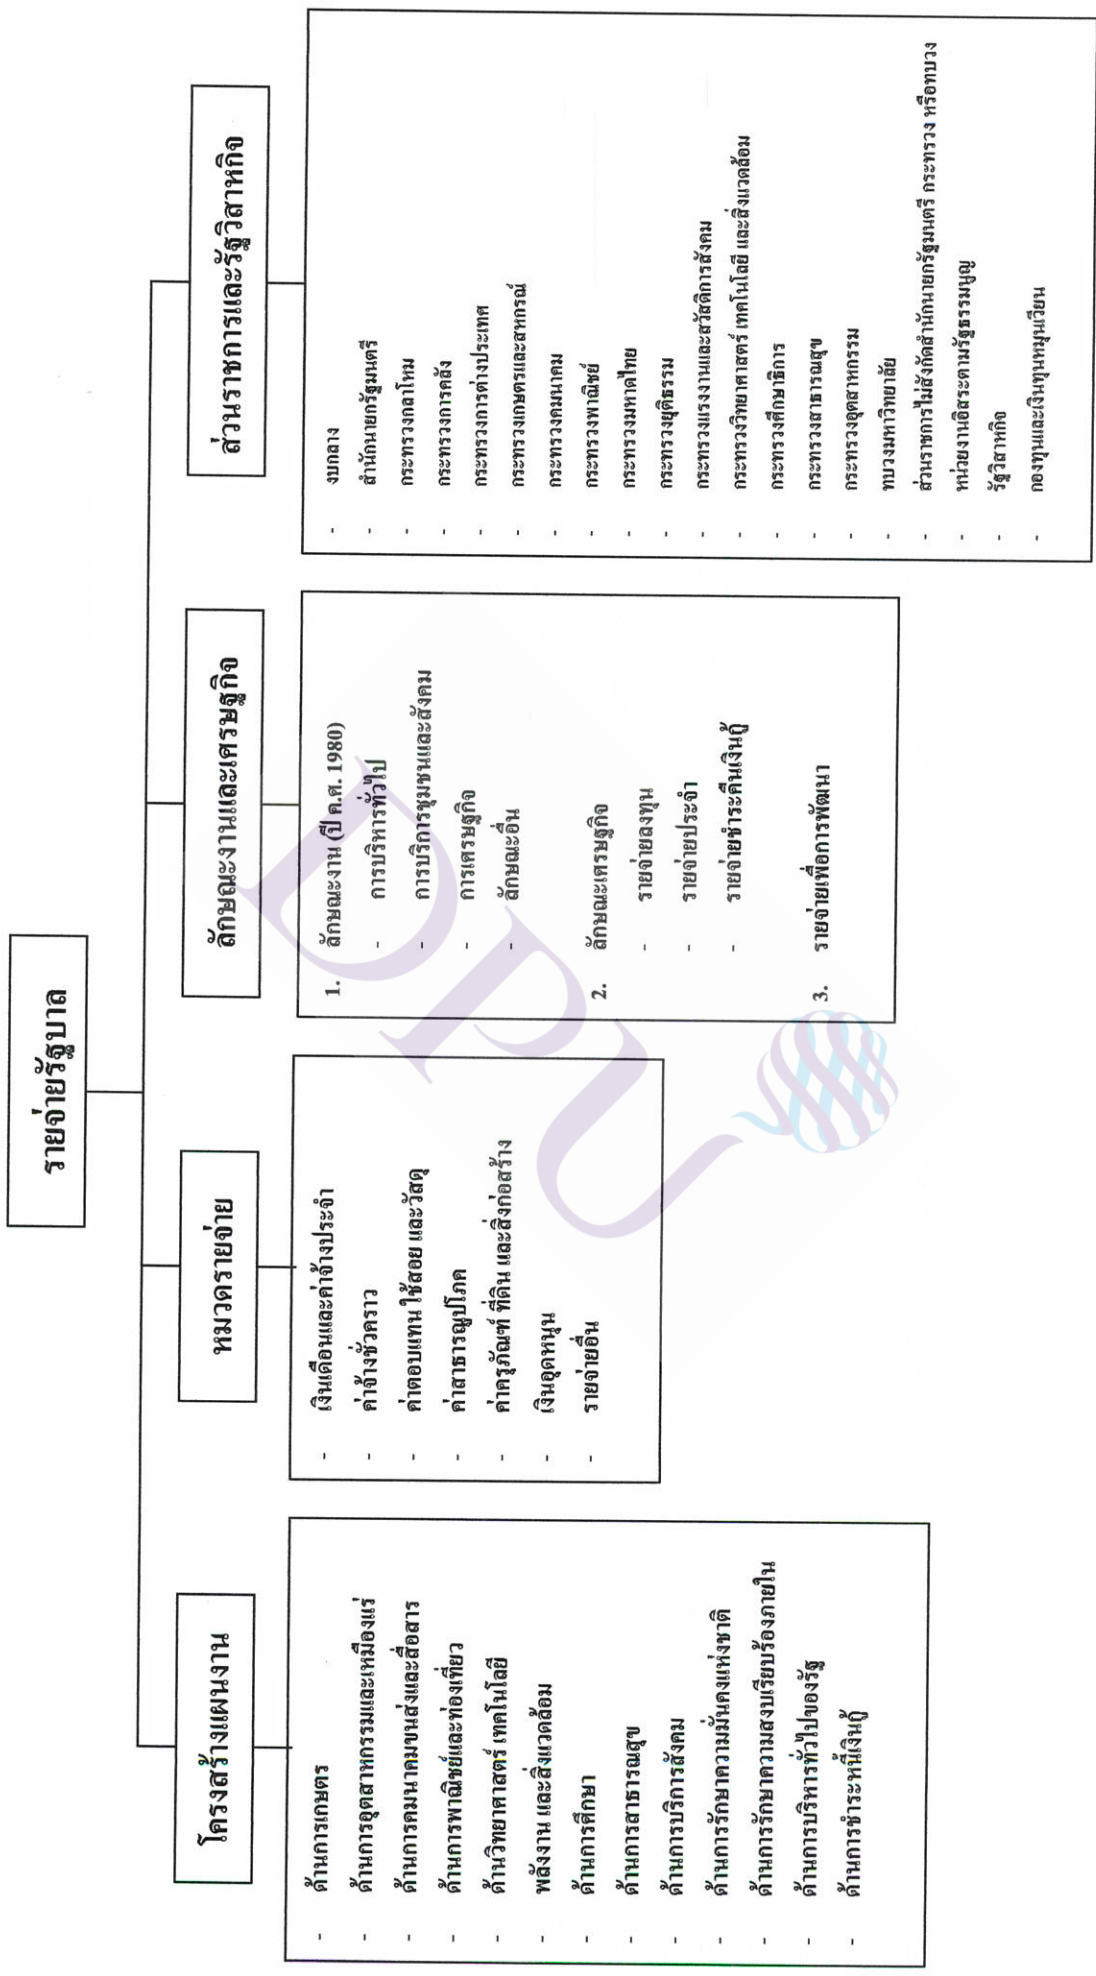 รายจ่ายรัฐบาล
โครงสร้างแผนงาน
- ด้านการเกษตร
- ด้านการอุตสาหกรรมและเหมืองแร่
- ด้านการคมนาคมขนส่งและสื่อสาร
- ด้านการพาณิชย์และท่องเที่ยว
- ด้านวิทยาศาสตร์ เทคโนโลยี
- พลังงาน และสิ่งแวดล้อม
- ด้านการศึกษา
- ด้านการสาธารณสุข
- ด้านการบริการสังคม
- ด้านการรักษาความมั่นคงแห่งชาติ
- ด้านการรักษาความสงบเรียบร้องภายใน
- ด้านการบริหารทั่วไปของรัฐ
- ด้านการชำระหนี้เงินกู้
หมวดรายจ่าย
- เงินเดือนและค่าจ้างประจำ
- ค่าจ้างชั่วคราว
- ค่าตอบแทน ใช้สอย และวัสดุ
- ค่าสาธารณูปโภค
- ค่าครุภัณฑ์ ที่ดิน และสิ่งก่อสร้าง
- เงินอุดหนุน
- รายจ่ายอื่น
ลักษณะงานและเศรษฐกิจ
1. ลักษณะงาน (ปี ค.ศ. 1980)
- การบริหารทั่วไป
- การบริการชุมชนและสังคม
- การเศรษฐกิจ
- ลักษณะอื่น
2. ลักษณะเศรษฐกิจ
- รายจ่ายลงทุน
- รายจ่ายประจำ
- รายจ่ายชำระคืนเงินกู้
3. รายจ่ายเพื่อการพัฒนา
ส่วนราชการและรัฐวิสาหกิจ
- งบกลาง
- สำนักนายกรัฐมนตรี
- กระทรวงกลาโหม
- กระทรวงการคลัง
- กระทรวงการต่างประเทศ
- กระทรวงเกษตรและสหกรณ์
- กระทรวงคมนาคม
- กระทรวงพาณิชย์
- กระทรวงมหาดไทย
- กระทรวงยุติธรรม
- กระทรวงแรงงานและสวัสดิการสังคม
- กระทรวงวิทยาศาสตร์ เทคโนโลยี และสิ่งแวดล้อม
- กระทรวงศึกษาธิการ
- กระทรวงสาธารณสุข
- กระทรวงอุตสาหกรรม
- ทบวงมหาวิทยาลัย
- ส่วนราชการไม่สังกัดสำนักนายกรัฐมนตรี กระทรวง หรือทบวง
- หน่วยงานอิสระตามรัฐธรรมนูญ
- รัฐวิสาหกิจ
- กองทุนและเงินทุนหมุนเวียน
DPU